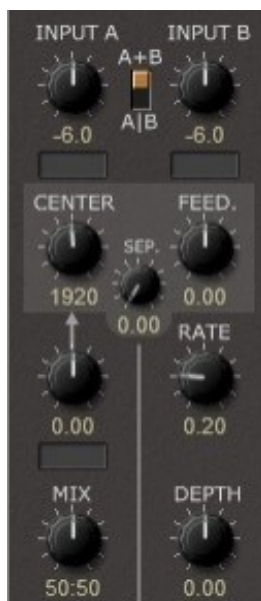 INPUT A INPUT B
A+B
A|B
-6.0 -6.0
CENTER FEED.
SEP.
1920 0.00
0.00
RATE
0.00 0.20
MIX DEPTH
50:50 0.00